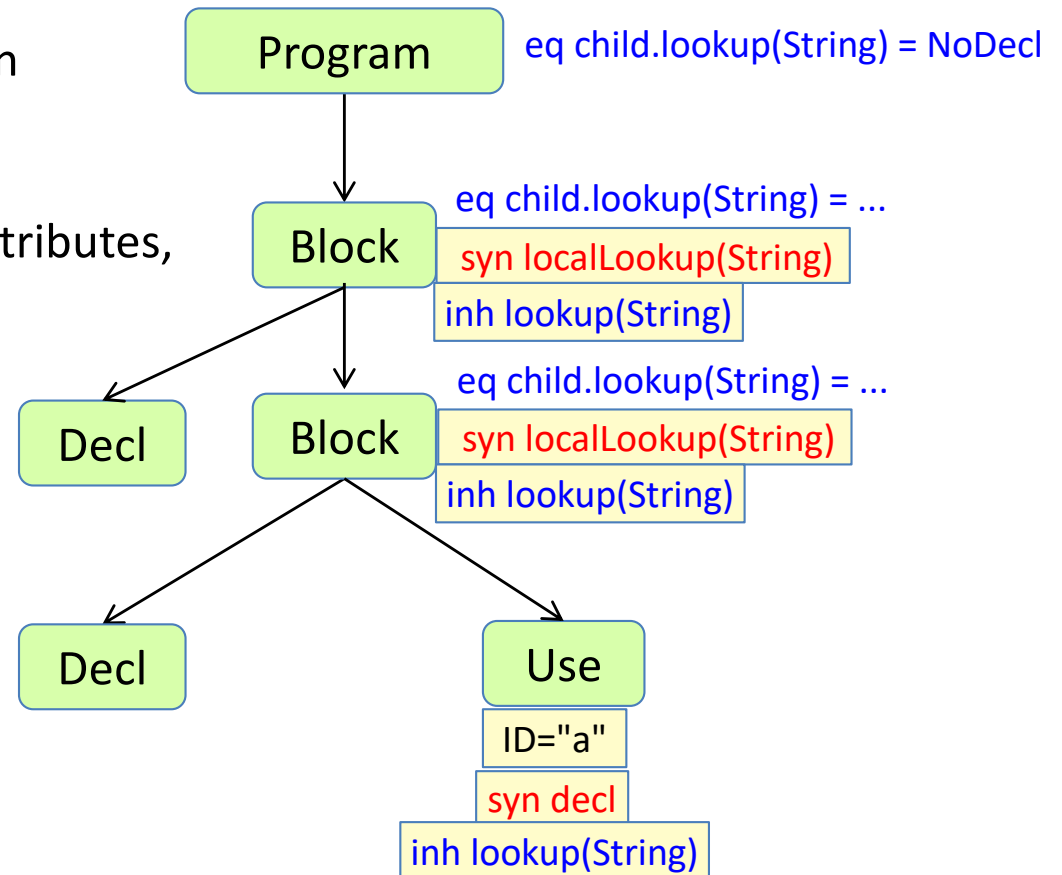 n
Program
eq child.lookup(String) = NoDecl
tributes,
Block
eq child.lookup(String) = ...
syn localLookup(String)
inh lookup(String)
Decl
Block
eq child.lookup(String) = ...
syn localLookup(String)
inh lookup(String)
Decl
Use
ID="a"
syn decl
inh lookup(String)